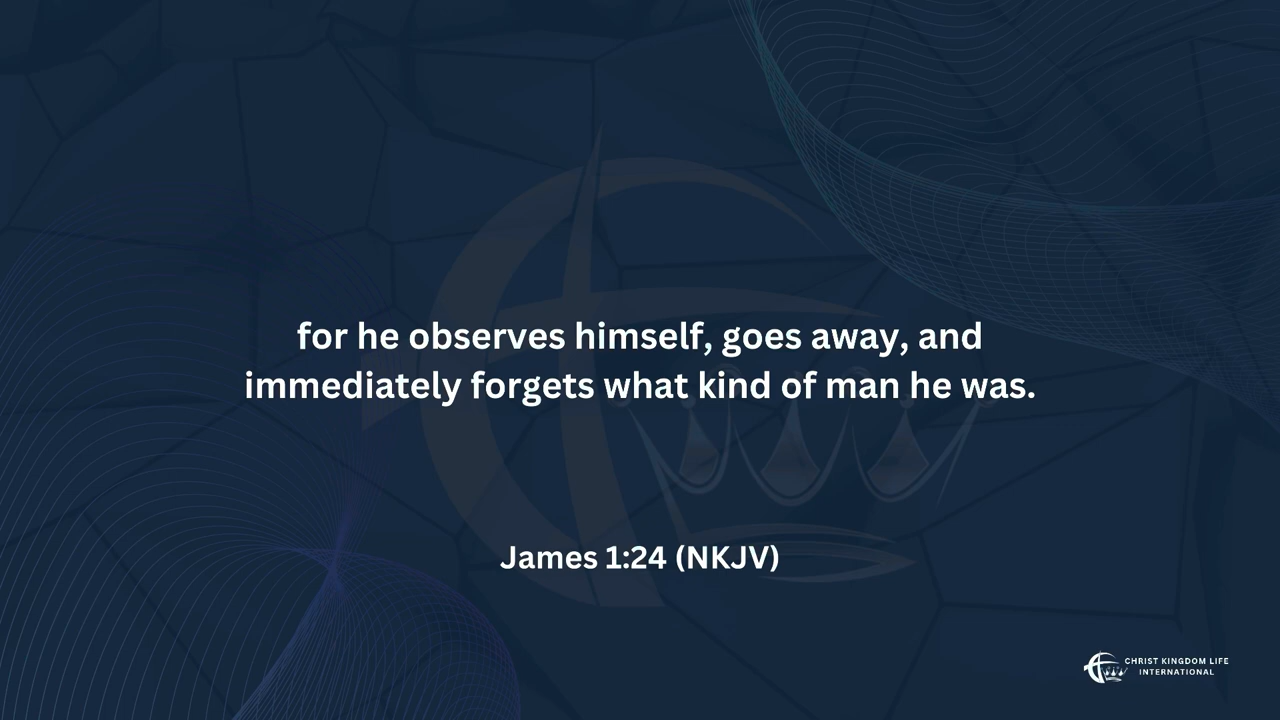 for he observes himself, goes away, and
immediately forgets what kind of man he was.
James 1:24 (NKJV)
CHRIST KINGDOM LIFE
INTERNATIONAL